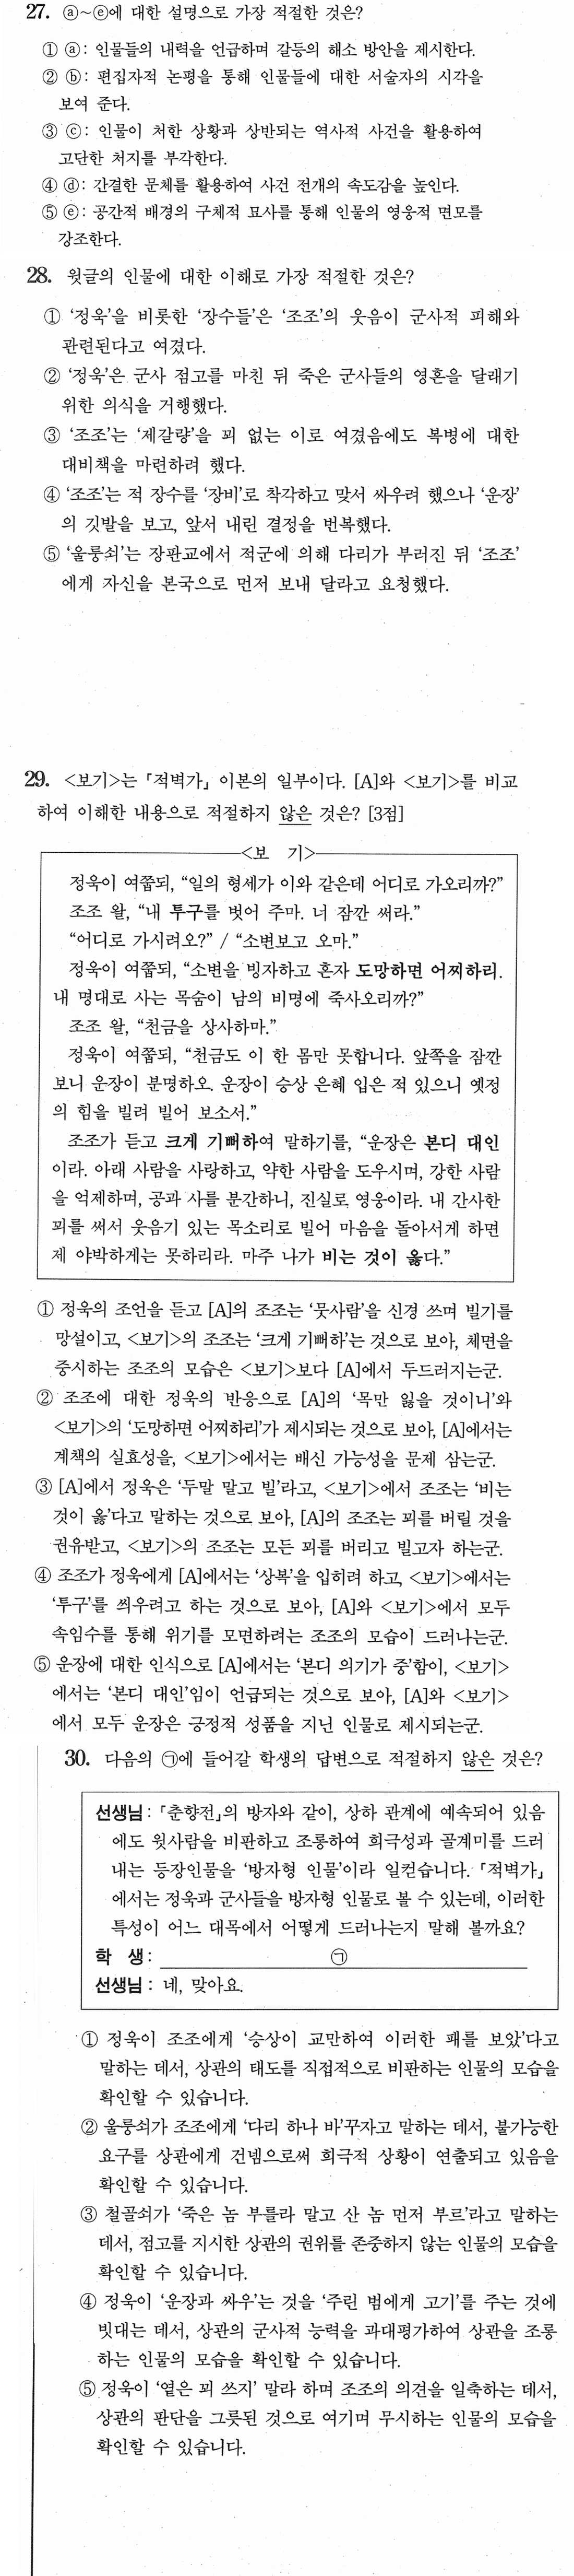 27. ⓐ~ⓔ에 대한 설명으로 가장 적절한 것은?
① ⓐ: 인물들의 내력을 언급하며 갈등의 해소 방안을 제시한다.
② ⓑ: 편집자적 논평을 통해 인물들에 대한 서술자의 시각을
보여 준다.
③ ⓒ: 인물이 처한 상황과 상반되는 역사적 사건을 활용하여
고단한 처지를 부각한다.
④ ⓓ: 간결한 문체를 활용하여 사건 전개의 속도감을 높인다.
⑤ ⓔ: 공간적 배경의 구체적 묘사를 통해 인물의 영웅적 면모를
강조한다.
28. 윗글의 인물에 대한 이해로 가장 적절한 것은?
① ‘정욱’을 비롯한 ‘장수들’은 ‘조조’의 웃음이 군사적 피해와
관련된다고 여겼다.
② ‘정욱’은 군사 점고를 마친 뒤 죽은 군사들의 영혼을 달래기
위한 의식을 거행했다.
③ ‘조조’는 ‘제갈량’을 꾀 없는 이로 여겼음에도 복병에 대한
대비책을 마련하려 했다.
④ ‘조조’는 적 장수를 ‘장비’로 착각하고 맞서 싸우려 했으나 ‘운장’
의 깃발을 보고, 앞서 내린 결정을 번복했다.
⑤ ‘울릉쇠’는 장판교에서 적군에 의해 다리가 부러진 뒤 ‘조조’
에게 자신을 본국으로 먼저 보내 달라고 요청했다.
29. <보기>는 「적벽가」 이본의 일부이다. [A]와 <보기>를 비교
하여 이해한 내용으로 적절하지 않은 것은? [3점]
<보 기>
정욱이 여쭙되, “일의 형세가 이와 같은데 어디로 가오리까?”
조조 왈, “내 투구를 벗어 주마. 너 잠깐 써라.”
“어디로 가시려오?” / “소변보고 오마.”
정욱이 여쭙되, “소변을 빙자하고 혼자 도망하면 어찌하리.
내 명대로 사는 목숨이 남의 비명에 죽사오리까?”
조조 왈, “천금을 상사하마.”
정욱이 여쭙되, “천금도 이 한 몸만 못합니다. 앞쪽을 잠깐
보니 운장이 분명하오. 운장이 승상 은혜 입은 적 있으니 옛정
의 힘을 빌려 빌어 보소서.”
조조가 듣고 크게 기뻐하여 말하기를, “운장은 본디 대인
이라. 아래 사람을 사랑하고, 약한 사람을 도우시며, 강한 사람
을 억제하며, 공과 사를 분간하니, 진실로 영웅이라. 내 간사한
꾀를 써서 웃음기 있는 목소리로 빌어 마음을 돌아서게 하면
제 야박하게는 못하리라. 마주 나가 비는 것이 옳다.”
① 정욱의 조언을 듣고 [A]의 조조는 ‘뭇사람’을 신경 쓰며 빌기를
망설이고, <보기>의 조조는 ‘크게 기뻐하’는 것으로 보아, 체면을
중시하는 조조의 모습은 <보기>보다 [A]에서 두드러지는군.
② 조조에 대한 정욱의 반응으로 [A]의 ‘목만 잃을 것이니’와
<보기>의 ‘도망하면 어찌하리’가 제시되는 것으로 보아, [A]에서는
계책의 실효성을, <보기>에서는 배신 가능성을 문제 삼는군.
③ [A]에서 정욱은 ‘두말 말고 빌’라고, <보기>에서 조조는 ‘비는
것이 옳’다고 말하는 것으로 보아, [A]의 조조는 꾀를 버릴 것을
권유받고, <보기>의 조조는 모든 꾀를 버리고 빌고자 하는군.
④ 조조가 정욱에게 [A]에서는 ‘상복’을 입히려 하고, <보기>에서는
‘투구’를 씌우려고 하는 것으로 보아, [A]와 <보기>에서 모두
속임수를 통해 위기를 모면하려는 조조의 모습이 드러나는군.
⑤ 운장에 대한 인식으로 [A]에서는 ‘본디 의기가 중’함이, <보기>
에서는 ‘본디 대인’임이 언급되는 것으로 보아, [A]와 <보기>
에서 모두 운장은 긍정적 성품을 지닌 인물로 제시되는군.
30. 다음의 ㉠에 들어갈 학생의 답변으로 적절하지 않은 것은?
선생님 : 「춘향전」의 방자와 같이, 상하 관계에 예속되어 있음
에도 윗사람을 비판하고 조롱하여 희극성과 골계미를 드러
내는 등장인물을 ‘방자형 인물’이라 일컫습니다. 「적벽가」
에서는 정욱과 군사들을 방자형 인물로 볼 수 있는데, 이러한
특성이 어느 대목에서 어떻게 드러나는지 말해 볼까요?
학 생 : ㉠
선생님 : 네, 맞아요.
① 정욱이 조조에게 ‘승상이 교만하여 이러한 패를 보았’다고
말하는 데서, 상관의 태도를 직접적으로 비판하는 인물의 모습을
확인할 수 있습니다.
② 울릉쇠가 조조에게 ‘다리 하나 바’꾸자고 말하는 데서, 불가능한
요구를 상관에게 건넴으로써 희극적 상황이 연출되고 있음을
확인할 수 있습니다.
③ 철골쇠가 ‘죽은 놈 부를라 말고 산 놈 먼저 부르’라고 말하는
데서, 점고를 지시한 상관의 권위를 존중하지 않는 인물의 모습을
확인할 수 있습니다.
④ 정욱이 ‘운장과 싸우’는 것을 ‘주린 범에게 고기’를 주는 것에
빗대는 데서, 상관의 군사적 능력을 과대평가하여 상관을 조롱
하는 인물의 모습을 확인할 수 있습니다.
⑤ 정욱이 ‘옅은 꾀 쓰지’ 말라 하며 조조의 의견을 일축하는 데서,
상관의 판단을 그릇된 것으로 여기며 무시하는 인물의 모습을
확인할 수 있습니다.